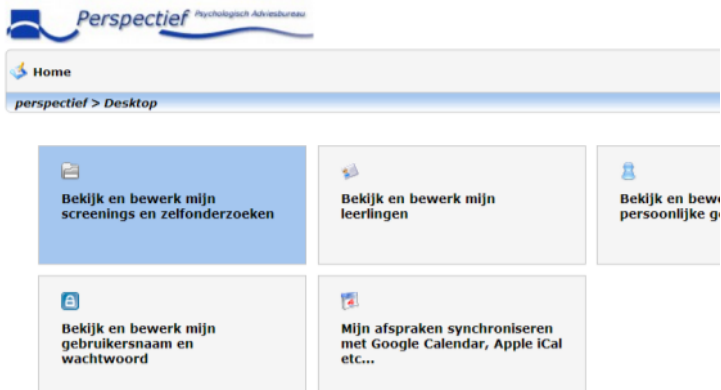 Perspectief Psychologisch Adviesbureau
Home
perspectief > Desktop
Bekijk en bewerk mijn
screenings en zelfonderzoeken
Bekijk en bewerk mijn
leerlingen
Bekijk en
persoonlijke
Bekijk en bewerk mijn
gebruikersnaam en
wachtwoord
Mijn afspraken synchroniseren
met Google Calendar, Apple iCal
etc...